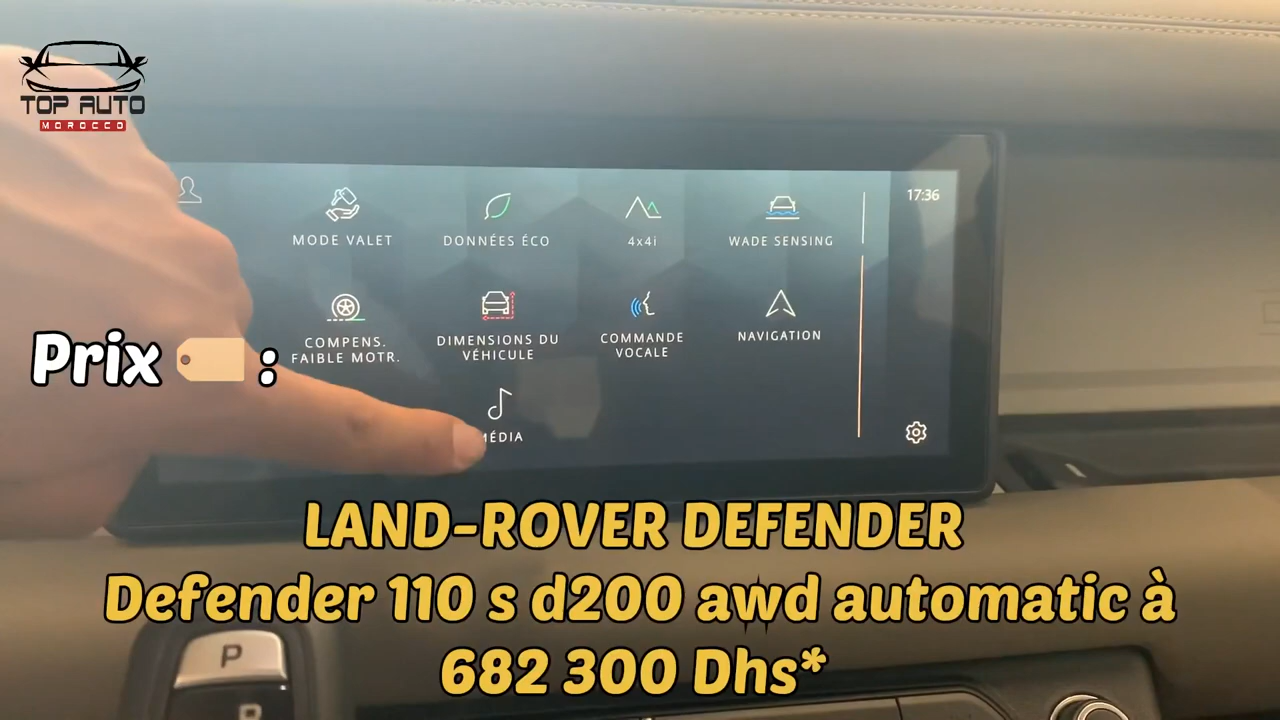 TOP AUTO
MOROCCO
17:36
MODE VALET
DONNÉES ÉCO
4x4i
WADE SENSING
COMPENS.
FAIBLE MOTR.
DIMENSIONS DU
VÉHICULE
COMMANDE
VOCALE
NAVIGATION
MÉDIA
Prix :
LAND-ROVER DEFENDER
Defender 110 s d200 awd automatic à
682 300 Dhs*
P
R